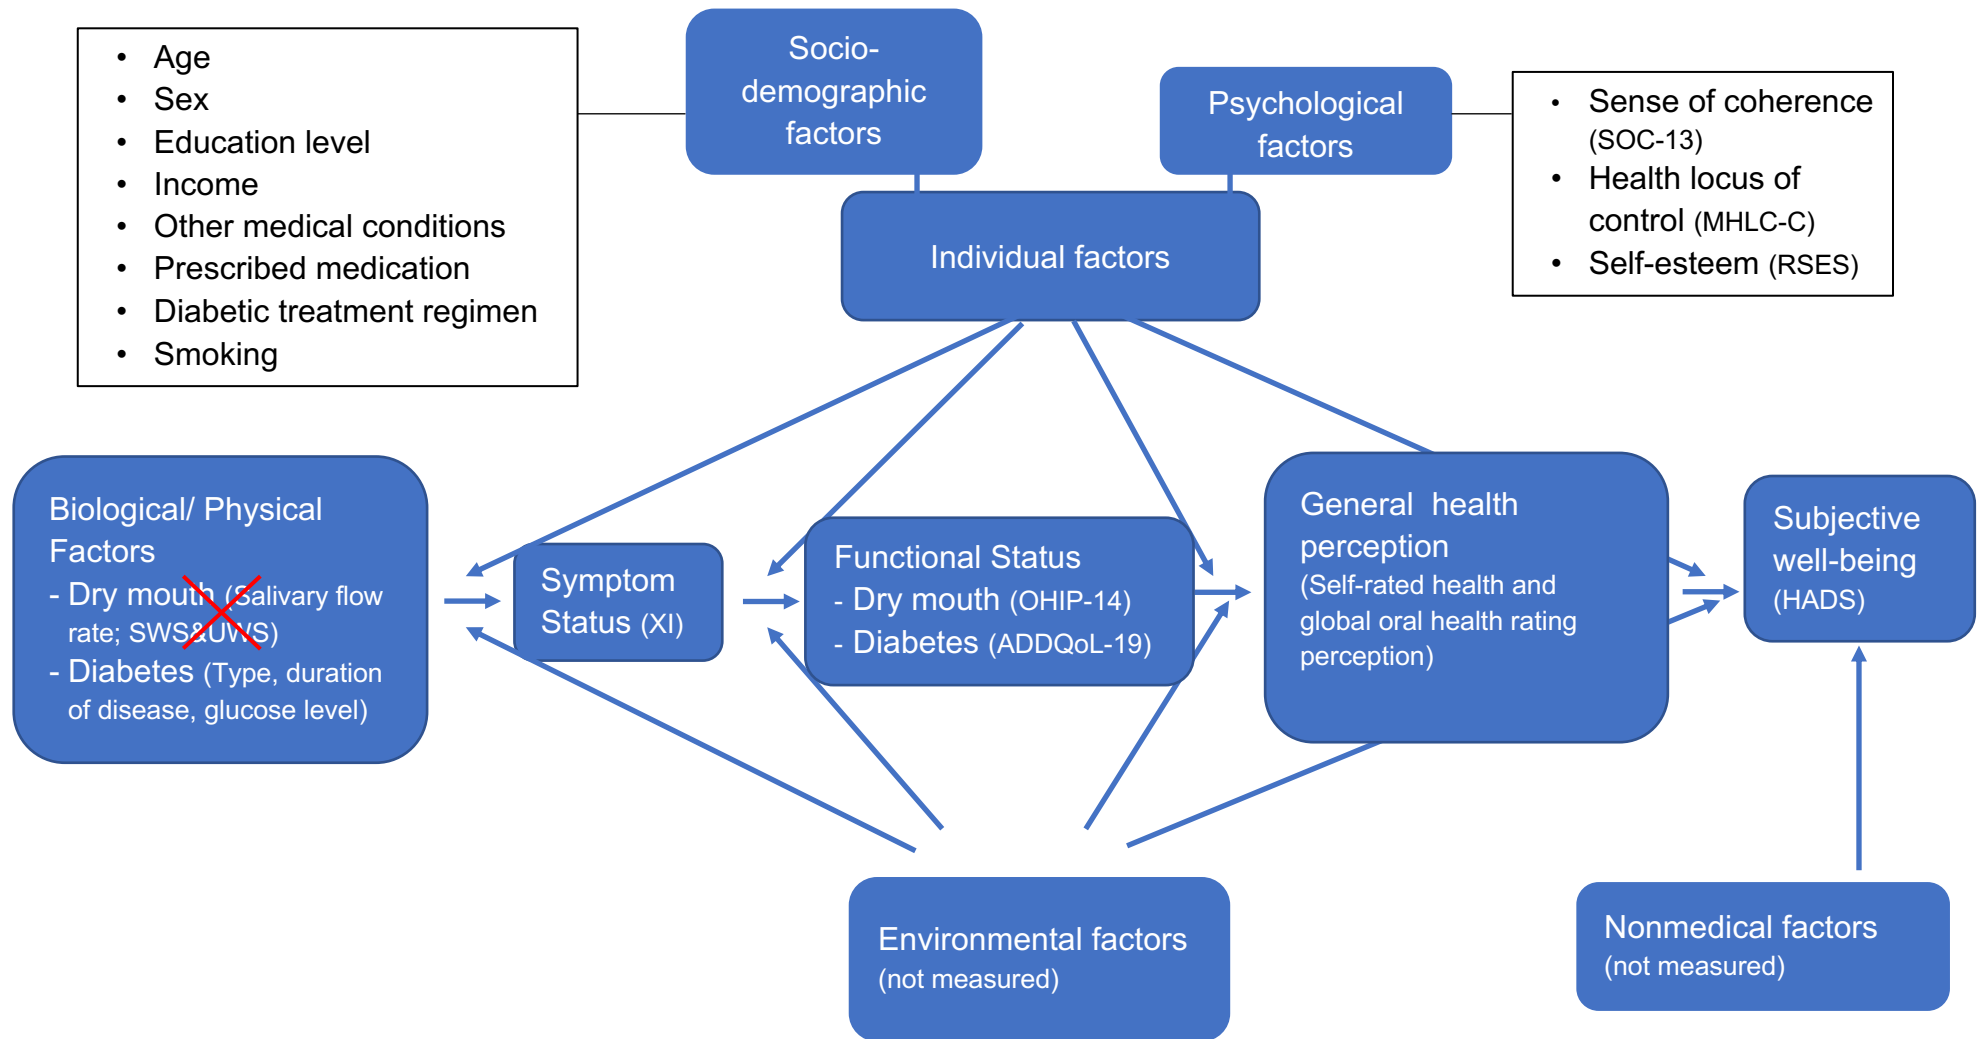 • Age
• Sex
• Education level
• Income
• Other medical conditions
• Prescribed medication
• Diabetic treatment regimen
• Smoking
Socio-
demographic
factors
Psychological
factors
• Sense of coherence
(SOC-13)
• Health locus of
control (MHLC-C)
• Self-esteem (RSES)
Individual factors
Biological/ Physical
Factors
- Dry mouth (Salivary flow
rate; SWS&UWS)
- Diabetes (Type, duration
of disease, glucose level)
Symptom
Status (XI)
Functional Status
- Dry mouth (OHIP-14)
- Diabetes (ADDQoL-19)
General health
perception
(Self-rated health and
global oral health rating
perception)
Subjective
well-being
(HADS)
Environmental factors
(not measured)
Nonmedical factors
(not measured)